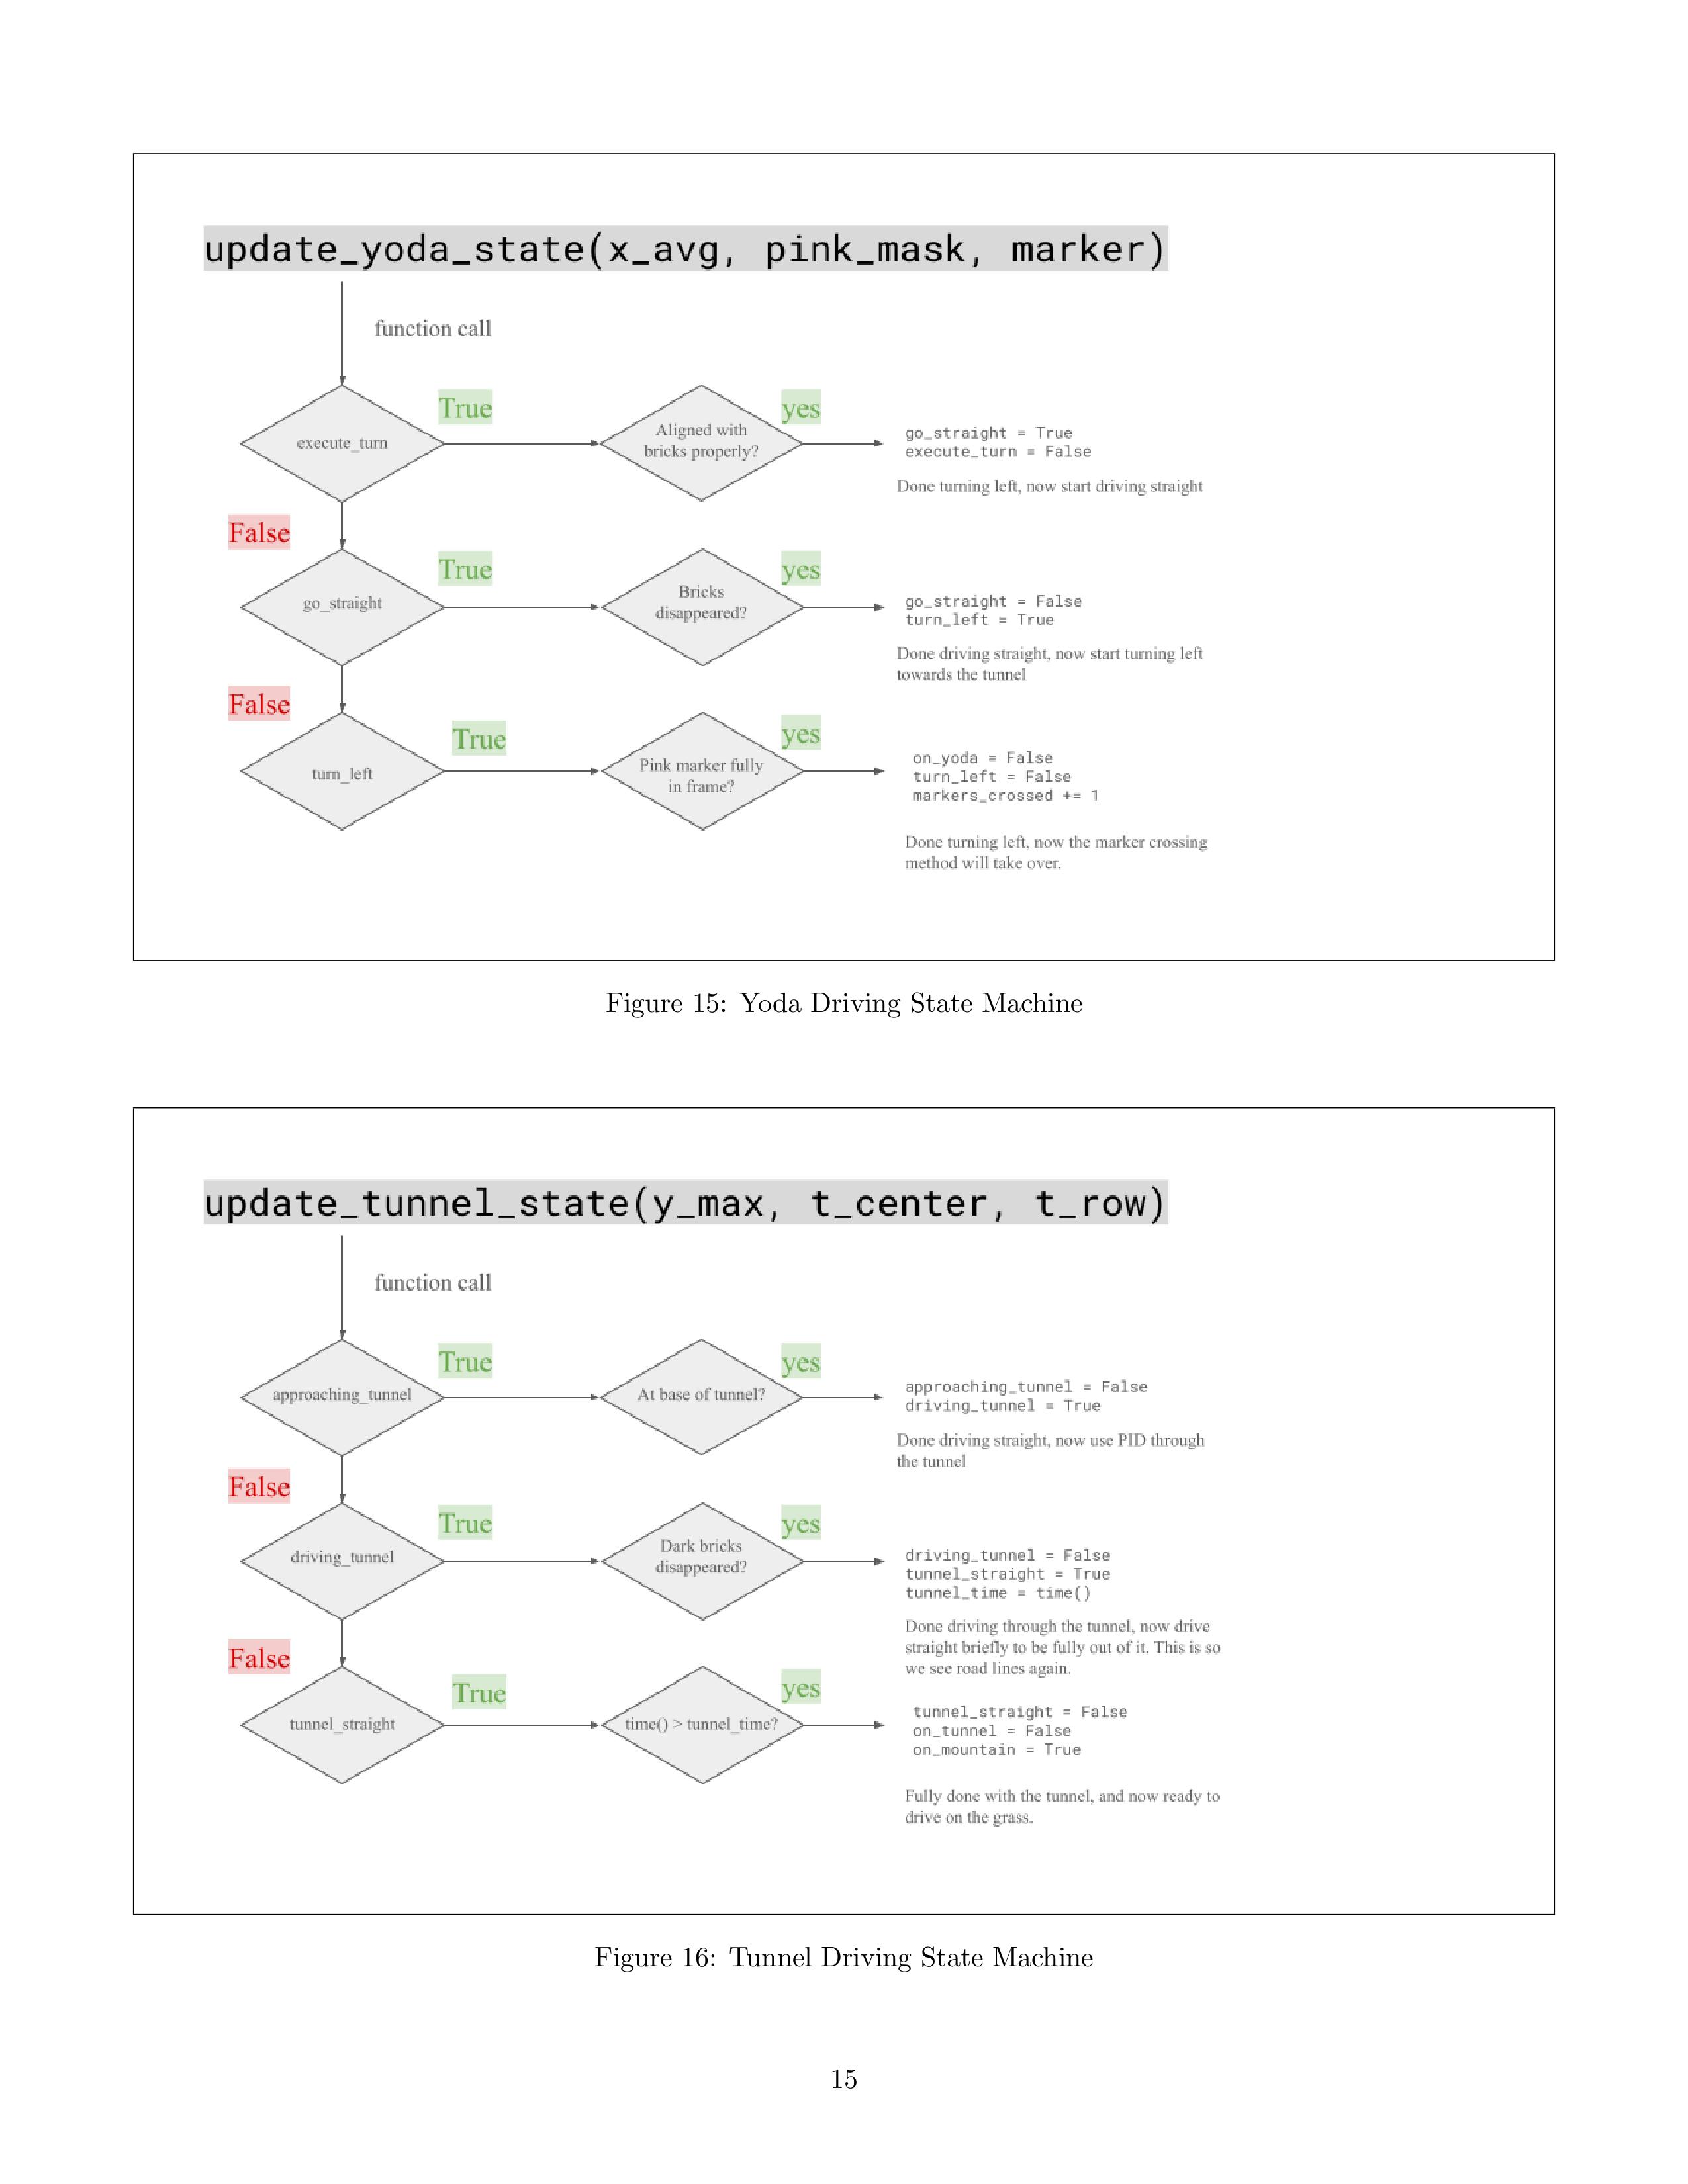 update_yoda_state(x_avg, pink_mask, marker)
function call
execute_turn
True
Aligned with
bricks properly?
yes
go_straight = True
execute_turn = False
Done turning left, now start driving straight
False
go_straight
True
Bricks
disappeared?
yes
go_straight = False
turn_left = True
Done driving straight, now start turning left
towards the tunnel
False
turn_left
True
Pink marker fully
in frame?
yes
on_yoda = False
turn_left = False
markers_crossed += 1
Done turning left, now the marker crossing
method will take over.
Figure 15: Yoda Driving State Machine
update_tunnel_state(y_max, t_center, t_row)
function call
approaching_tunnel
True
At base of tunnel?
yes
approaching_tunnel = False
driving_tunnel = True
Done driving straight, now use PID through
the tunnel
False
driving_tunnel
True
Dark bricks
disappeared?
yes
driving_tunnel = False
tunnel_straight = True
tunnel_time = time()
Done driving through the tunnel, now drive
straight briefly to be fully out of it. This is so
we see road lines again.
False
tunnel_straight
True
time() > tunnel_time?
yes
tunnel_straight = False
on_tunnel = False
on_mountain = True
Fully done with the tunnel, and now ready to
drive on the grass.
Figure 16: Tunnel Driving State Machine
15